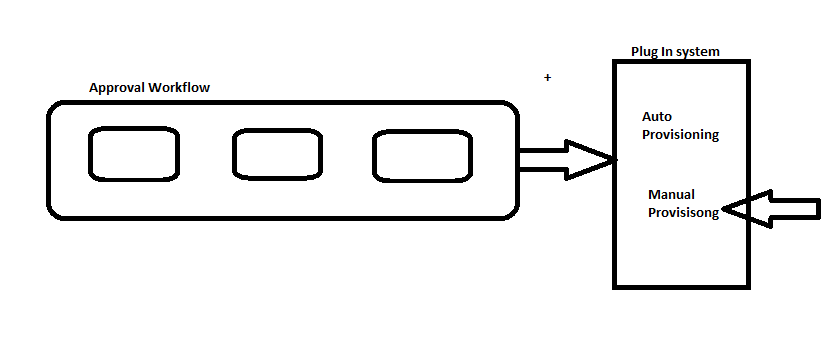 Plug In system
Approval Workflow
+
Auto
Provisioning
Manual
Provisisong